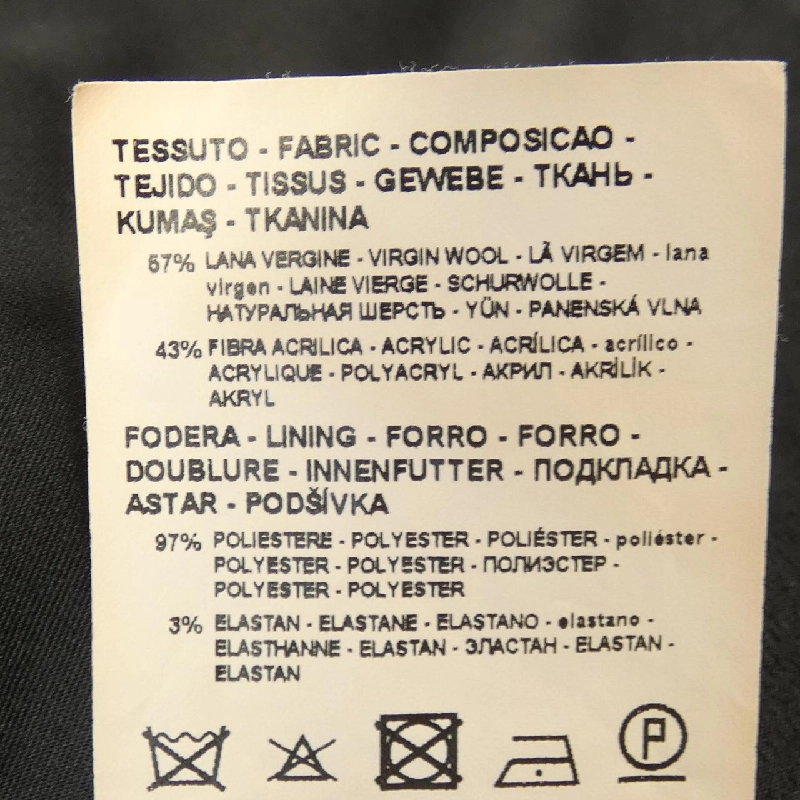 TESSUTO - FABRIC - COMPOSICAO -
TEJIDO - TISSUS - GEWEBE - ТКАНЬ -
KUMAŞ - TKANINA
57% LANA VERGINE - VIRGIN WOOL - LÃ VIRGEM - lana
virgen - LAINE VIERGE - SCHURWOLLE -
НАТУРАЛЬНАЯ ШЕРСТЬ - YÜN - PANENSKÁ VLNA
43% FIBRA ACRILICA - ACRYLIC - ACRÍLICA - acrílico -
ACRYLIQUE - POLYACRYL - АКРИЛ - AKRİLİK -
AKRYL
FODERA - LINING - FORRO - FORRO -
DOUBLURE - INNENFUTTER - ПОДКЛАДКА -
ASTAR - PODŠÍVKA
97% POLIESTERE - POLYESTER - POLIÉSTER - poliéster -
POLYESTER - POLYESTER - ПОЛИЭСТЕР -
POLYESTER - POLYESTER
3% ELASTAN - ELASTANE - ELASTANO - elastano -
ELASTHANNE - ELASTAN - ЭЛАСТАН - ELASTAN -
ELASTAN
P